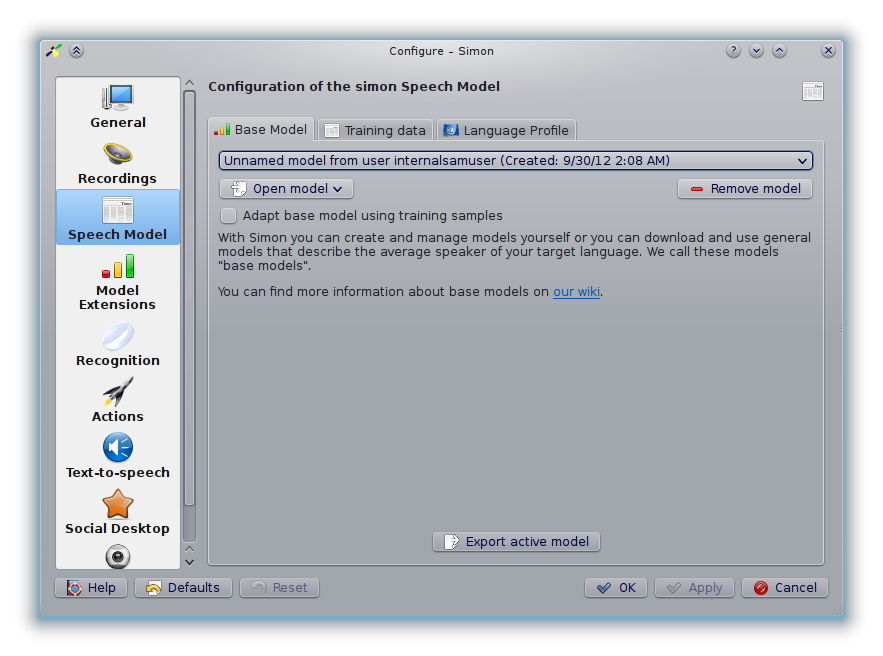 Configure – Simon
General
Recordings
Speech Model
Model
Extensions
Recognition
Actions
Text-to-speech
Social Desktop
Configuration of the simon Speech Model
Base Model
Training data
Language Profile
Unnamed model from user internalsamuser (Created: 9/30/12 2:08 AM)
Open model
Remove model
Adapt base model using training samples
With Simon you can create and manage models yourself or you can download and use general
models that describe the average speaker of your target language. We call these models
"base models".
You can find more information about base models on our wiki.
Export active model
Help
Defaults
Reset
OK
Apply
Cancel